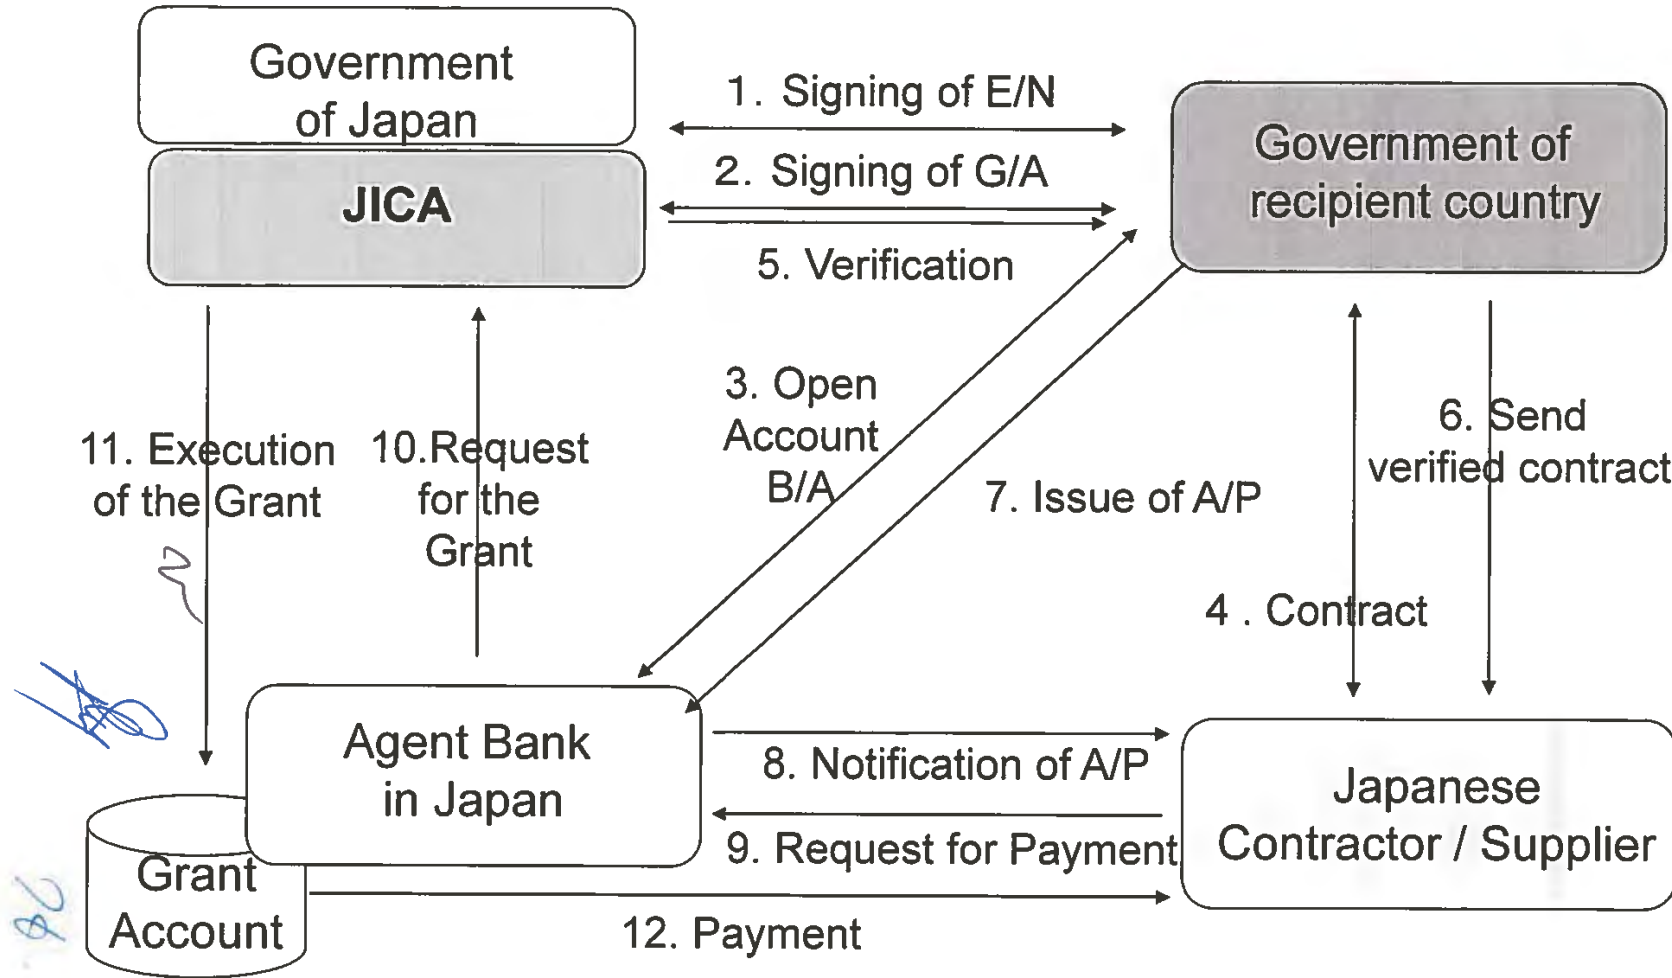 Government
of Japan
JICA
1. Signing of E/N
2. Signing of G/A
5. Verification
Government of
recipient country
3. Open
Account
B/A
7. Issue of A/P
6. Send
verified contract
4 . Contract
11. Execution
of the Grant
10.Request
for the
Grant
Agent Bank
in Japan
8. Notification of A/P
9. Request for Payment
Japanese
Contractor / Supplier
Grant
Account
12. Payment